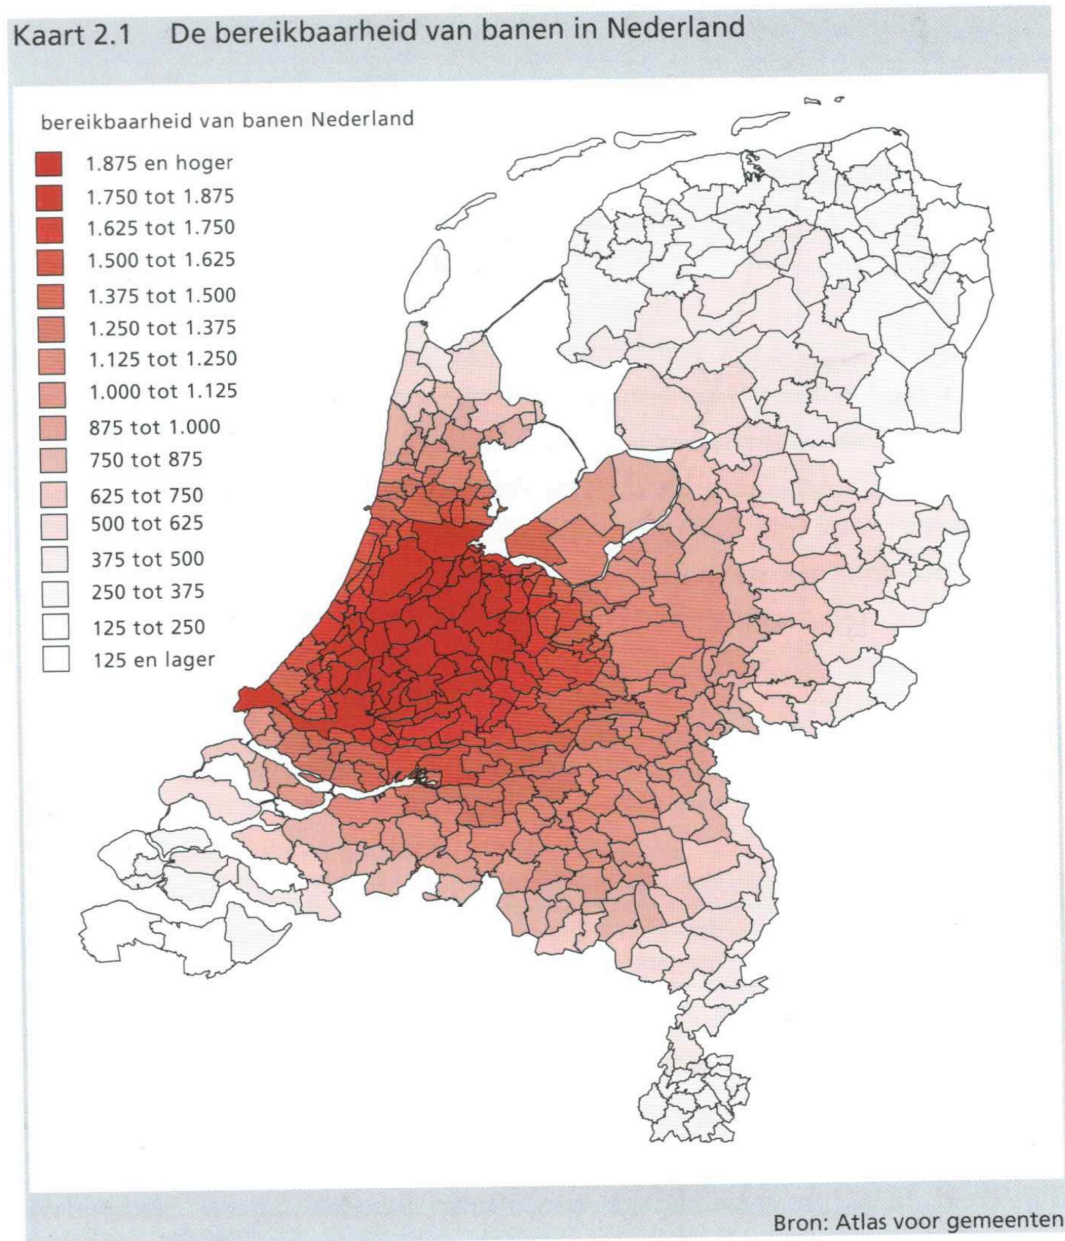 Kaart 2.1 De bereikbaarheid van banen in Nederland
bereikbaarheid van banen Nederland
1.875 en hoger
1.750 tot 1.875
1.625 tot 1.750
1.500 tot 1.625
1.375 tot 1.500
1.250 tot 1.375
1.125 tot 1.250
1.000 tot 1.125
875 tot 1.000
750 tot 875
625 tot 750
500 tot 625
375 tot 500
250 tot 375
125 tot 250
125 en lager
Bron: Atlas voor gemeenten